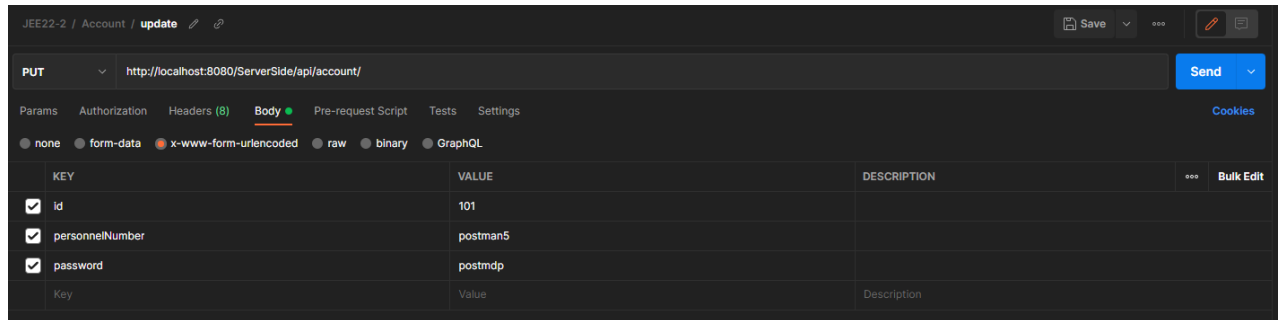 JEE22-2 / Account / update
Save
PUT http://localhost:8080/ServerSide/api/account/ Send
Params Authorization Headers (8) Body Pre-request Script Tests Settings Cookies
none form-data x-www-form-urlencoded raw binary GraphQL
KEY VALUE DESCRIPTION Bulk Edit
id 101
personnelNumber postman5
password postmdp
Key Value Description